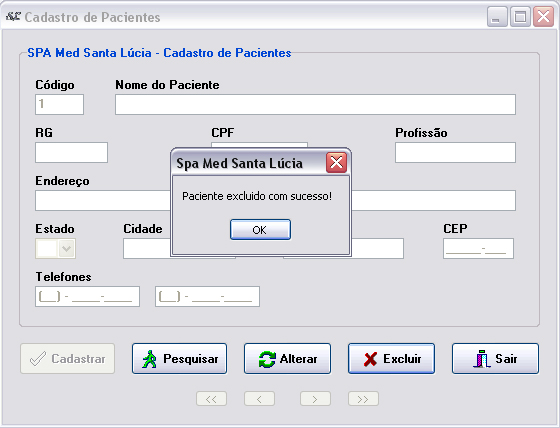 Cadastro de Pacientes
SPA Med Santa Lúcia - Cadastro de Pacientes
Código Nome do Paciente
1
RG CPF Profissão
Spa Med Santa Lúcia
Paciente excluido com sucesso!
OK
Endereço
Estado Cidade CEP
_____-___
Telefones
(__) - ____-____ (__) - ____-____
Cadastrar Pesquisar Alterar Excluir Sair
<< < > >>